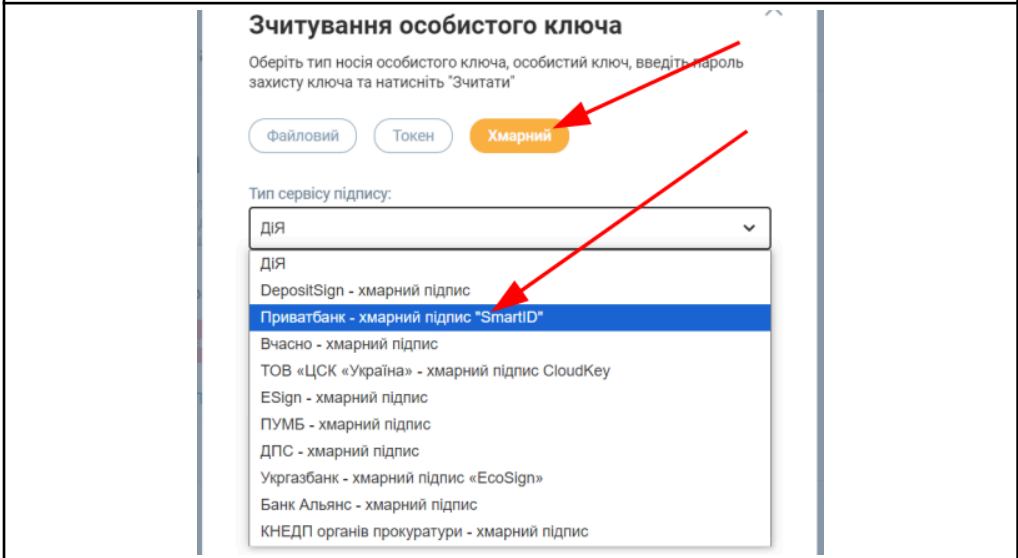 Зчитування особистого ключа
Оберіть тип носія особистого ключа, особистий ключ, введіть пароль
захисту ключа та натисніть "Зчитати"
Файловий Токен Хмарний
Тип сервісу підпису:
ДІЯ
ДІЯ
DepositSign - хмарний підпис
Приватбанк - хмарний підпис "SmartID"
Вчасно - хмарний підпис
ТОВ «ЦСК «Україна» - хмарний підпис CloudKey
ESign - хмарний підпис
ПУМБ - хмарний підпис
ДПС - хмарний підпис
Укргазбанк - хмарний підпис «EcoSign»
Банк Альянс - хмарний підпис
КНЕДП органів прокуратури - хмарний підпис